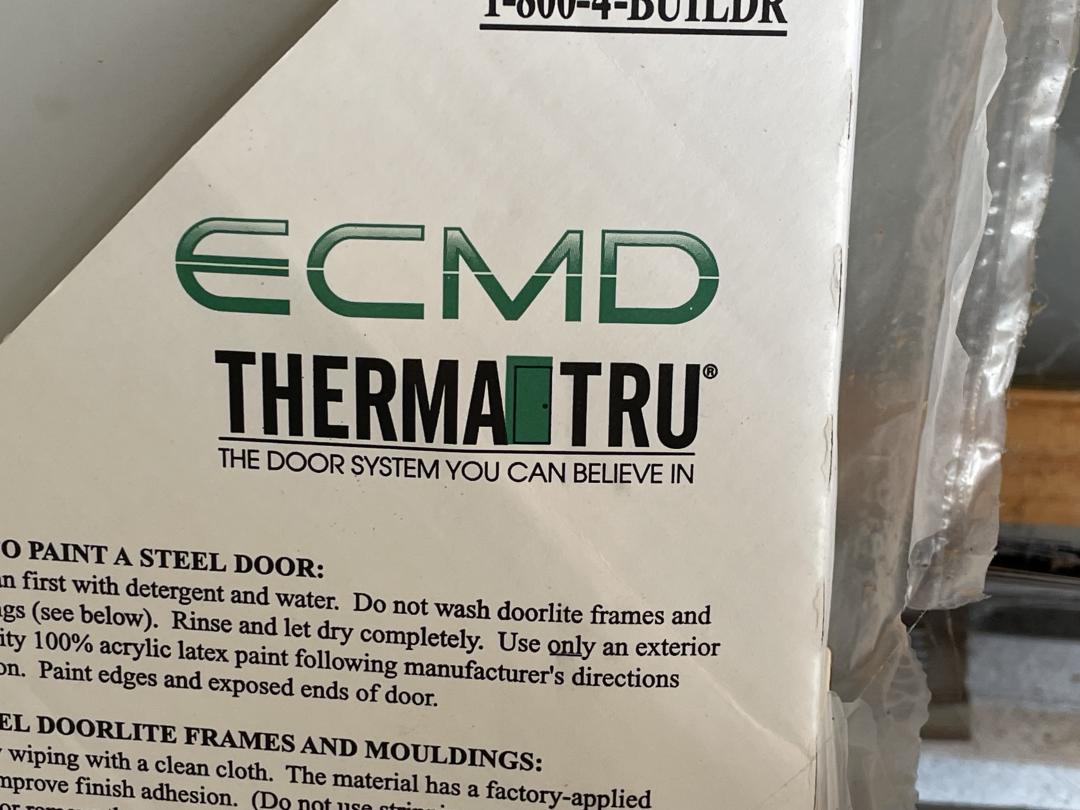 1-800-4-BUILDR
ECMD
THERMA TRU®
THE DOOR SYSTEM YOU CAN BELIEVE IN
O PAINT A STEEL DOOR:
n first with detergent and water. Do not wash doorlite frames and
gs (see below). Rinse and let dry completely. Use only an exterior
ity 100% acrylic latex paint following manufacturer's directions
on. Paint edges and exposed ends of door.
EL DOORLITE FRAMES AND MOULDINGS:
wiping with a clean cloth. The material has a factory-applied
mprove finish adhesion. (Do not use